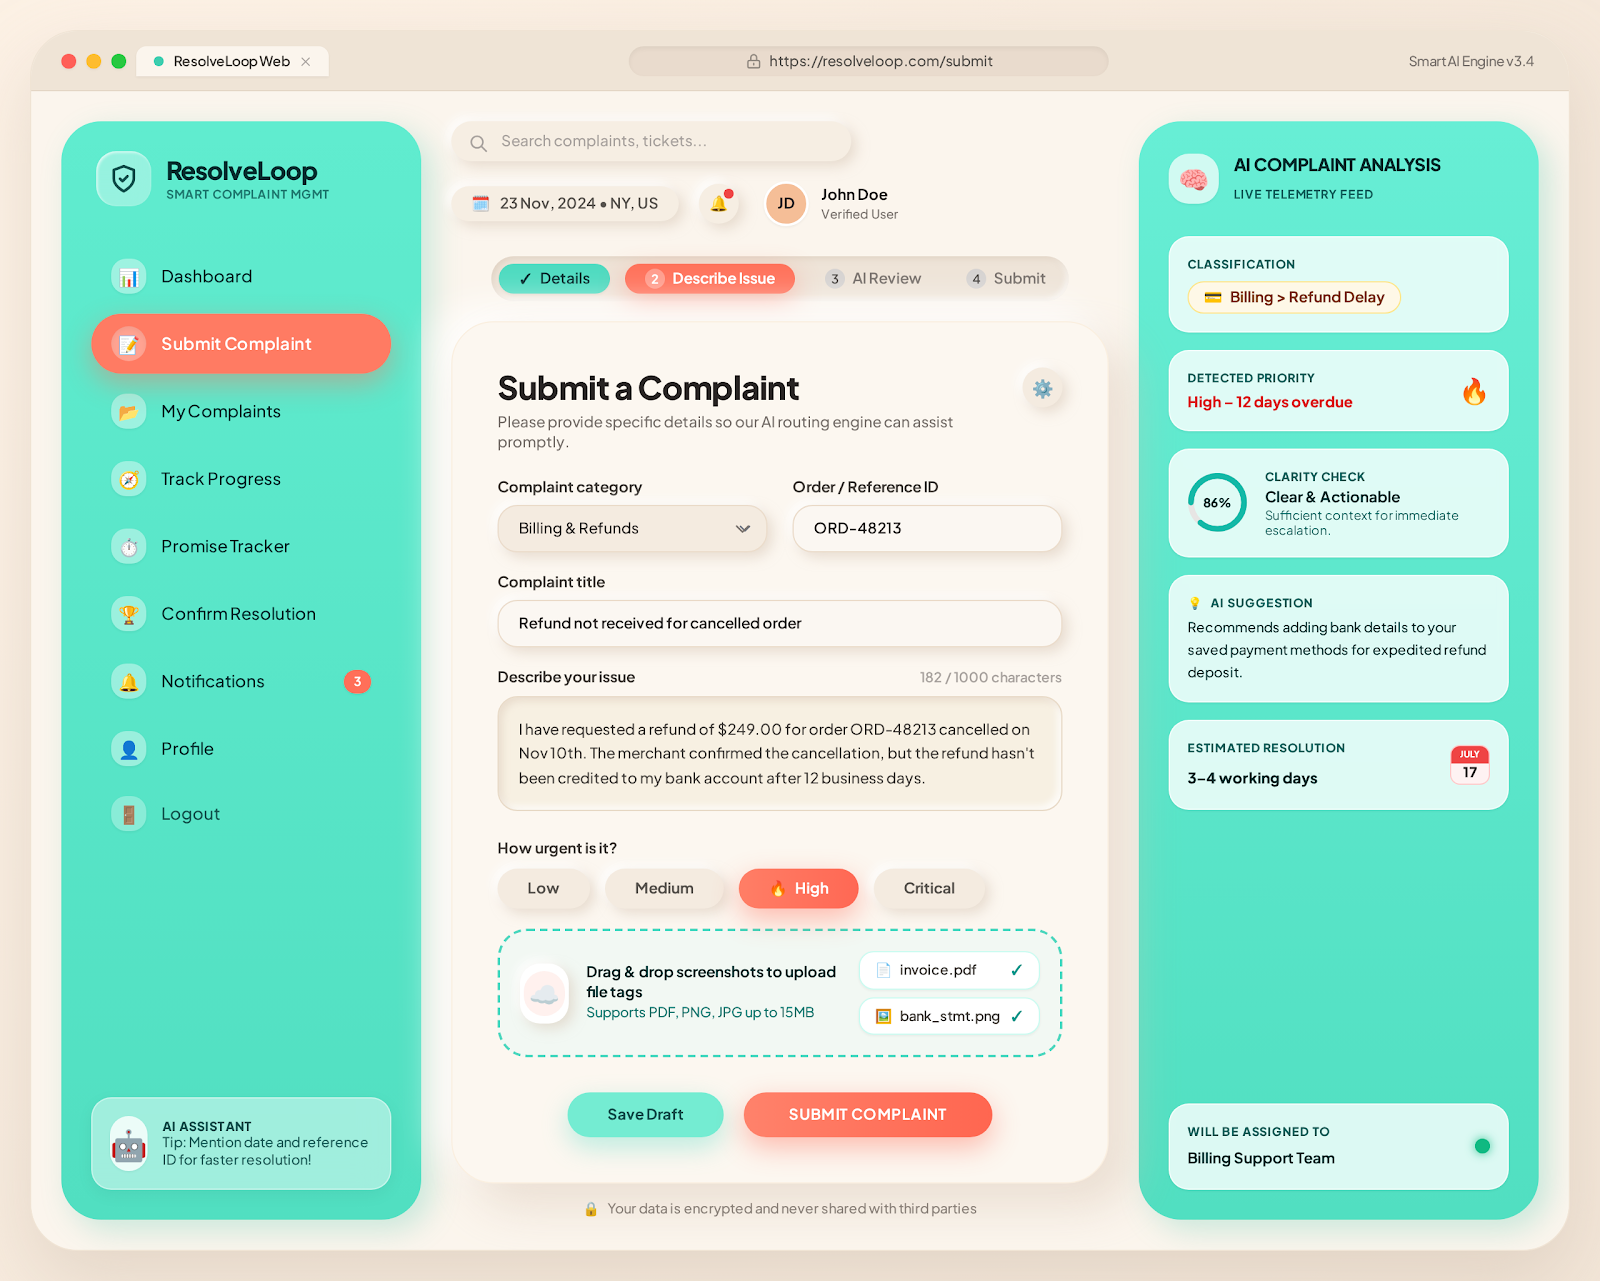 ResolveLoop Web
https://resolveloop.com/submit
Smart AI Engine v3.4
ResolveLoop
SMART COMPLAINT MGMT
Dashboard
Submit Complaint
My Complaints
Track Progress
Promise Tracker
Confirm Resolution
Notifications
3
Profile
Logout
AI ASSISTANT
Tip: Mention date and reference
ID for faster resolution!
Search complaints, tickets...
23 Nov, 2024 • NY, US
JD
John Doe
Verified User
✓ Details
2 Describe Issue
3 AI Review
4 Submit
Submit a Complaint
Please provide specific details so our AI routing engine can assist
promptly.
Complaint category
Order / Reference ID
Billing & Refunds
ORD-48213
Complaint title
Refund not received for cancelled order
Describe your issue
182 / 1000 characters
I have requested a refund of $249.00 for order ORD-48213 cancelled on
Nov 10th. The merchant confirmed the cancellation, but the refund hasn't
been credited to my bank account after 12 business days.
How urgent is it?
Low
Medium
🔥 High
Critical
Drag & drop screenshots to upload
file tags
Supports PDF, PNG, JPG up to 15MB
invoice.pdf ✓
bank_stmt.png ✓
Save Draft
SUBMIT COMPLAINT
Your data is encrypted and never shared with third parties
AI COMPLAINT ANALYSIS
LIVE TELEMETRY FEED
CLASSIFICATION
Billing > Refund Delay
DETECTED PRIORITY
High – 12 days overdue
86%
CLARITY CHECK
Clear & Actionable
Sufficient context for immediate
escalation.
AI SUGGESTION
Recommends adding bank details to your
saved payment methods for expedited refund
deposit.
ESTIMATED RESOLUTION
3–4 working days
JULY
17
WILL BE ASSIGNED TO
Billing Support Team